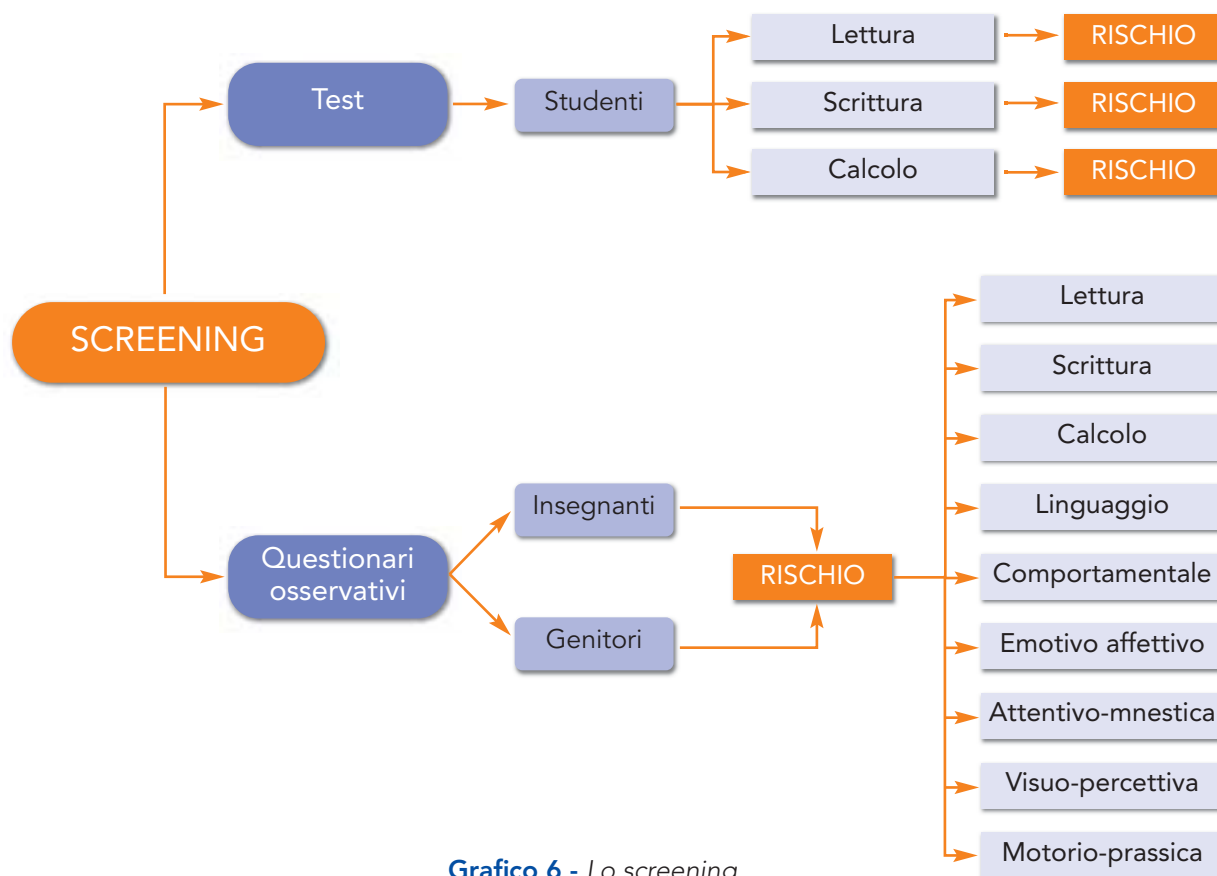 Test
Studenti
Lettura
RISCHIO
Scrittura
RISCHIO
Calcolo
RISCHIO
SCREENING
Questionari
osservativi
Insegnanti
Genitori
RISCHIO
Lettura
Scrittura
Calcolo
Linguaggio
Comportamentale
Emotivo affettivo
Attentivo-mnestica
Visuo-percettiva
Motorio-prassica
Grafico 6 - Lo screening